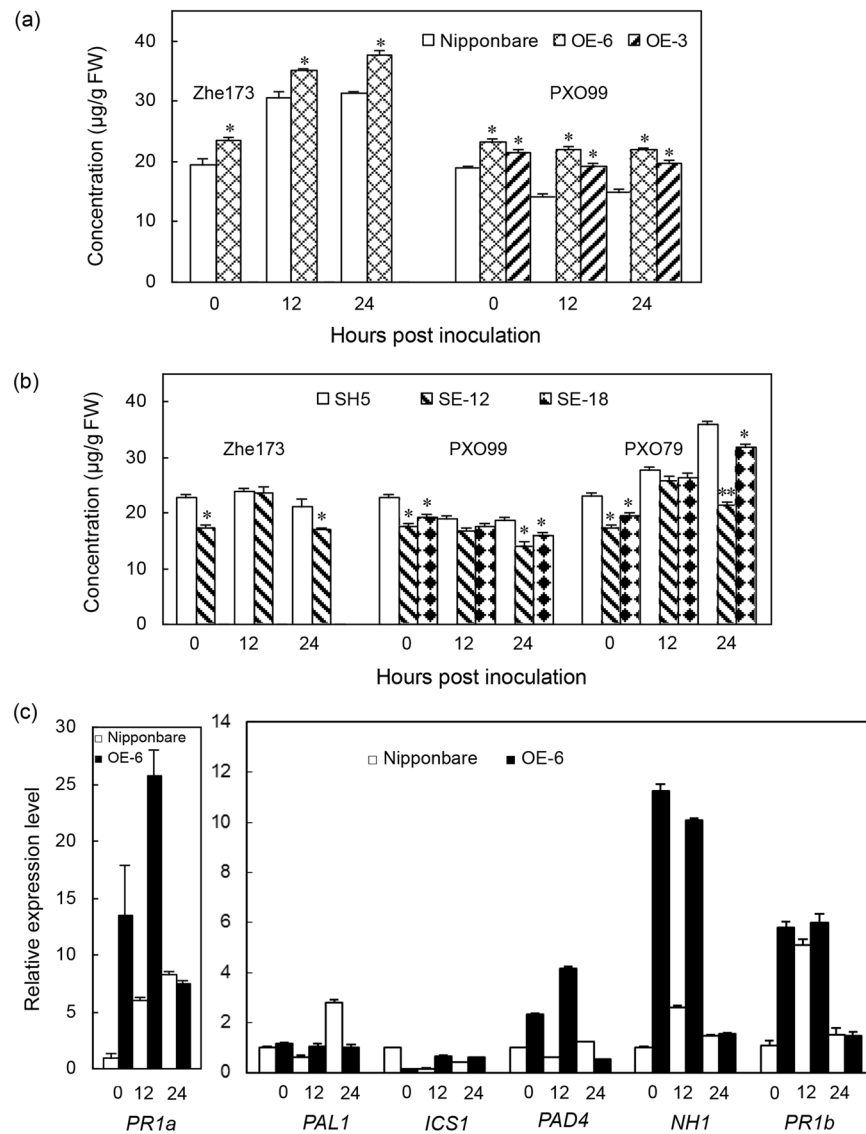 (a)
Concentration (µg/g FW)
40
30
20
10
0
Nipponbare OE-6 OE-3
Zhe173 PXO99
* * * * * * * * *
0 12 24 0 12 24
Hours post inoculation
(b)
Concentration (µg/g FW)
40
30
20
10
0
SH5 SE-12 SE-18
Zhe173 PXO99 PXO79
* * * * * * * * ** *
0 12 24 0 12 24 0 12 24
Hours post inoculation
(c)
Relative expression level
30
25
20
15
10
5
0
Nipponbare
OE-6
0 12 24
PR1a
14
12
10
8
6
4
2
0
Nipponbare OE-6
0 12 24 0 12 24 0 12 24 0 12 24 0 12 24
PAL1 ICS1 PAD4 NH1 PR1b